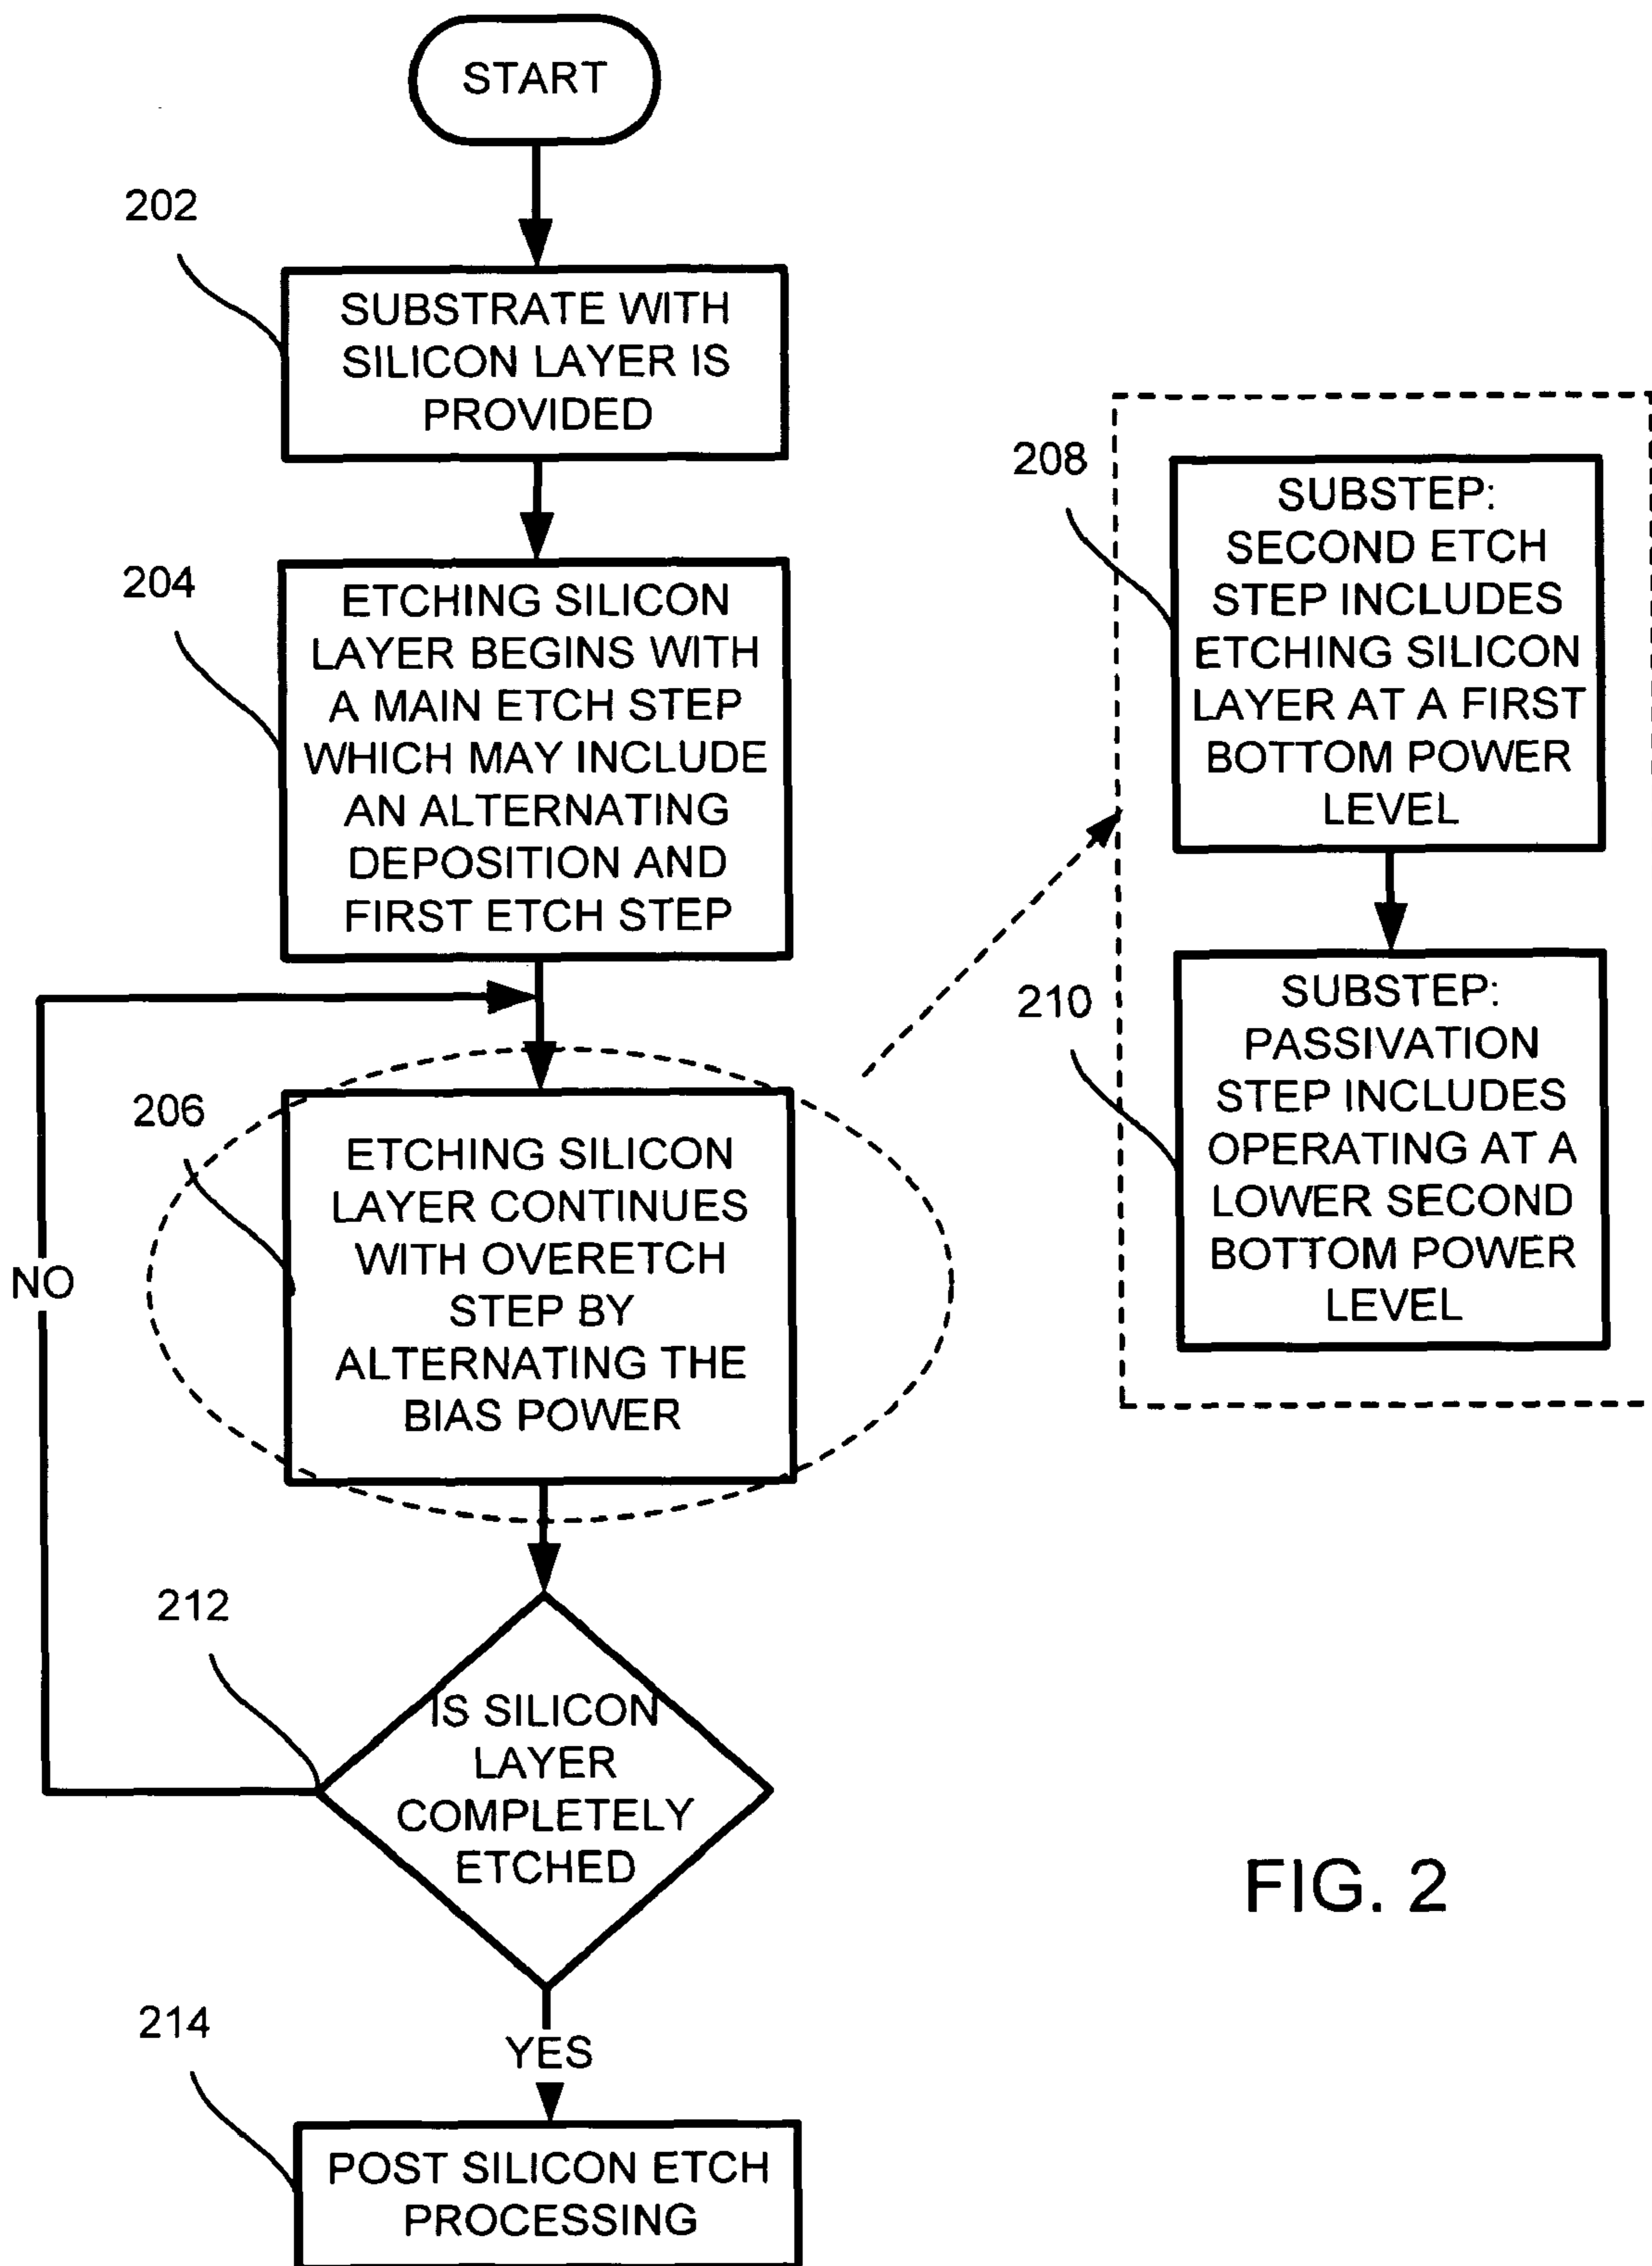 START
202
SUBSTRATE WITH
SILICON LAYER IS
PROVIDED
204
ETCHING SILICON
LAYER BEGINS WITH
A MAIN ETCH STEP
WHICH MAY INCLUDE
AN ALTERNATING
DEPOSITION AND
FIRST ETCH STEP
206
ETCHING SILICON
LAYER CONTINUES
WITH OVERETCH
STEP BY
ALTERNATING THE
BIAS POWER
208
SUBSTEP:
SECOND ETCH
STEP INCLUDES
ETCHING SILICON
LAYER AT A FIRST
BOTTOM POWER
LEVEL
210
SUBSTEP:
PASSIVATION
STEP INCLUDES
OPERATING AT A
LOWER SECOND
BOTTOM POWER
LEVEL
NO
212
IS SILICON
LAYER
COMPLETELY
ETCHED
YES
214
POST SILICON ETCH
PROCESSING
FIG. 2